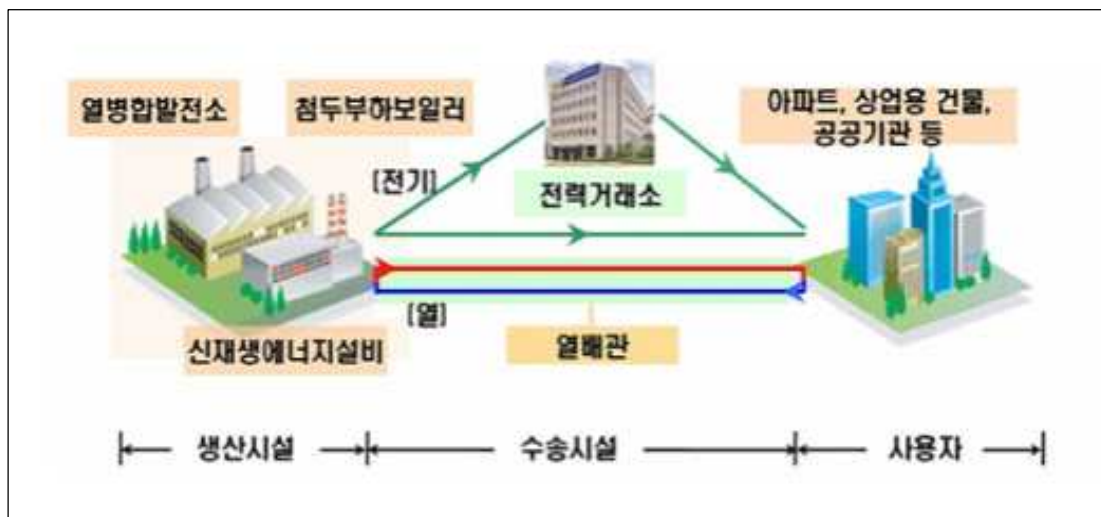 열병합발전소
첨두부하보일러
아파트, 상업용 건물,
공공기관 등
(전기)
전력거래소
(열)
신재생에너지설비
열배관
생산시설
수송시설
사용자